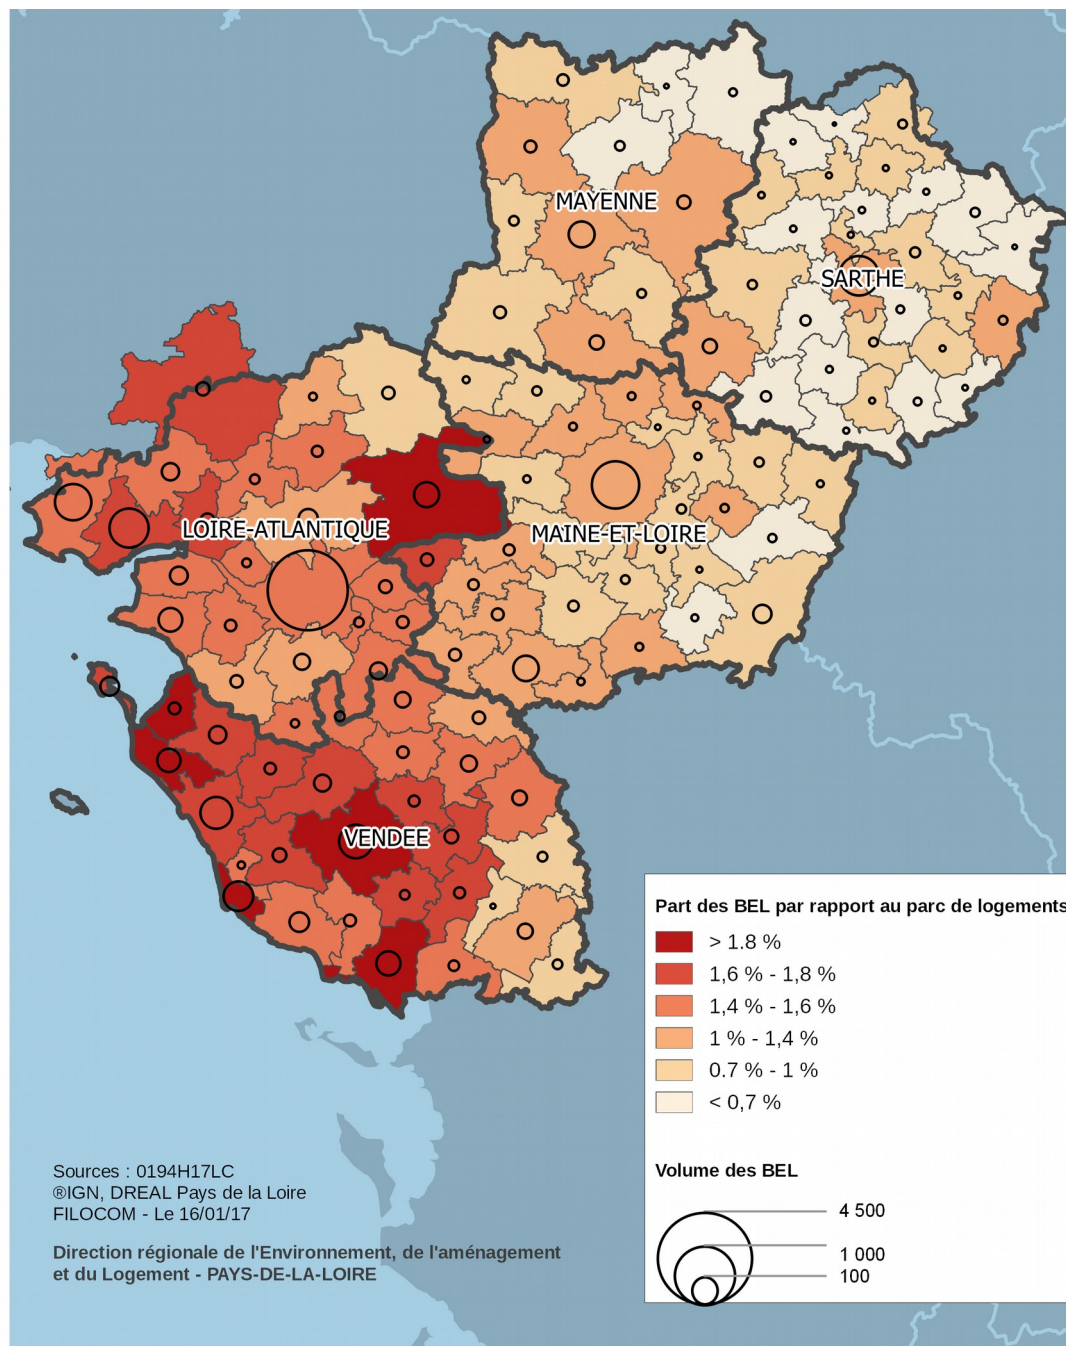 MAYENNE
SARTHE
LOIRE-ATLANTIQUE
MAINE-ET-LOIRE
VENDEE
Part des BEL par rapport au parc de logements
> 1.8 %
1,6 % - 1,8 %
1,4 % - 1,6 %
1 % - 1,4 %
0.7 % - 1 %
< 0,7 %
Volume des BEL
4 500
1 000
100
Sources : 0194H17LC
®IGN, DREAL Pays de la Loire
FILOCOM - Le 16/01/17
Direction régionale de l'Environnement, de l'aménagement
et du Logement - PAYS-DE-LA-LOIRE